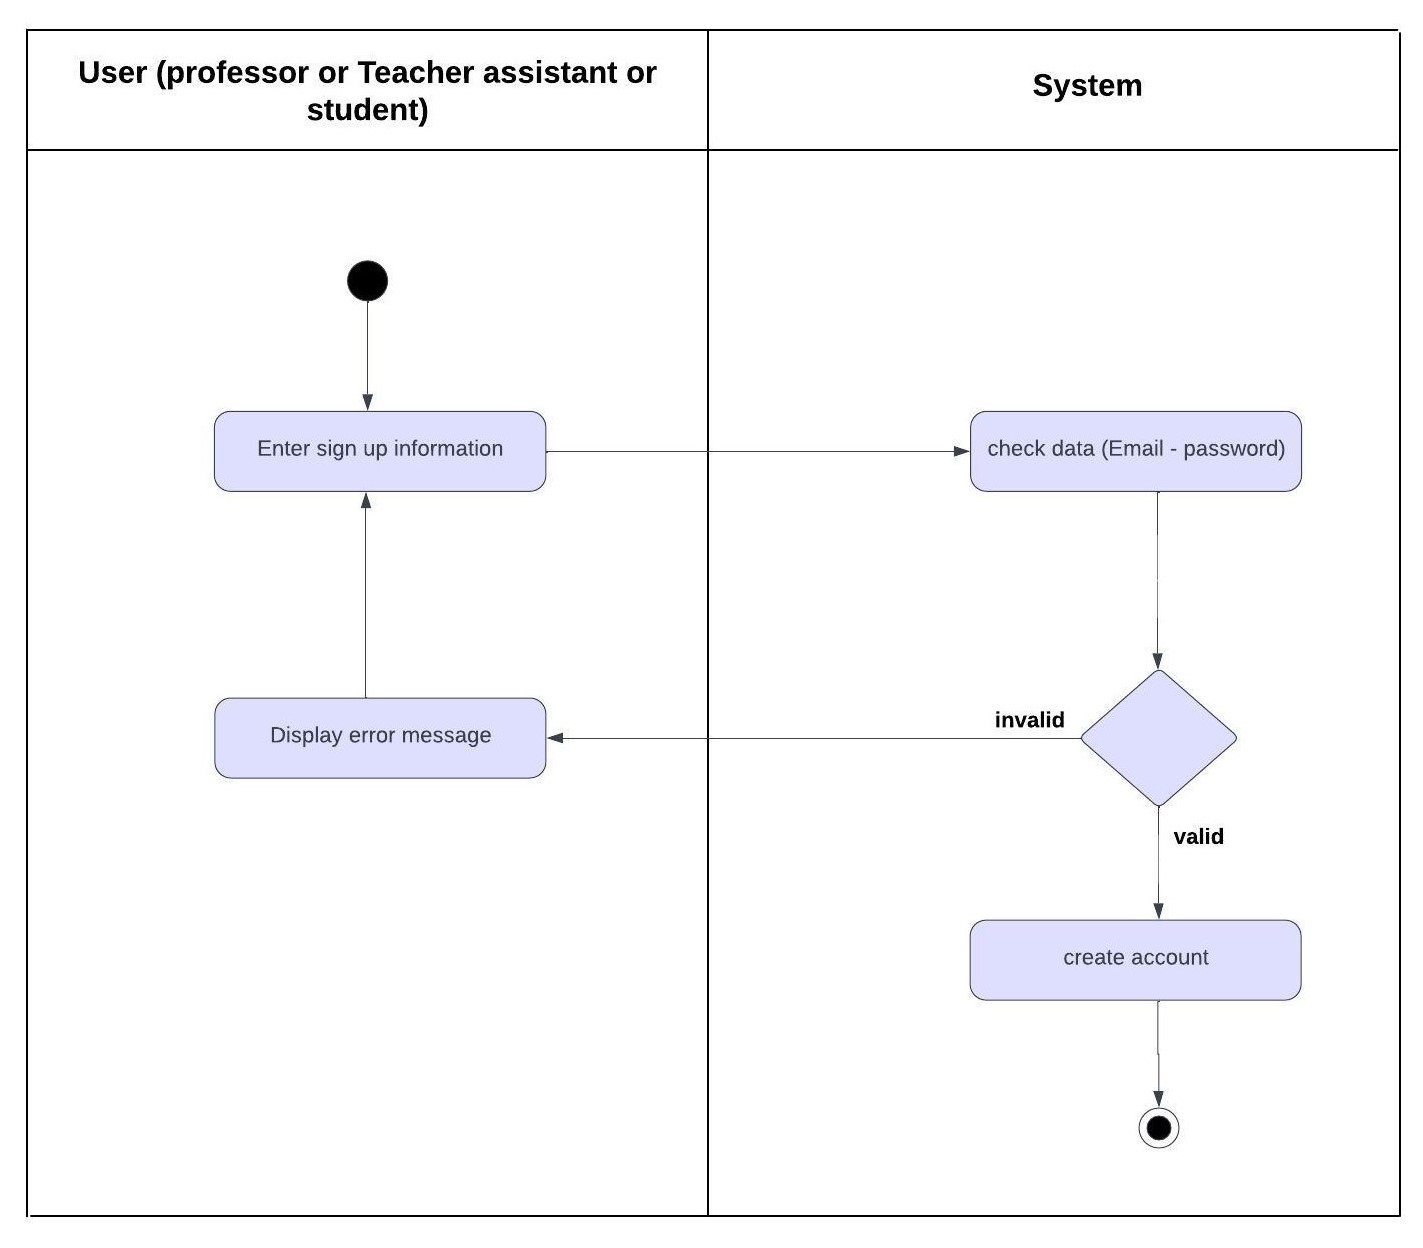 User (professor or Teacher assistant or
student)
System
Enter sign up information
check data (Email - password)
invalid
Display error message
valid
create account